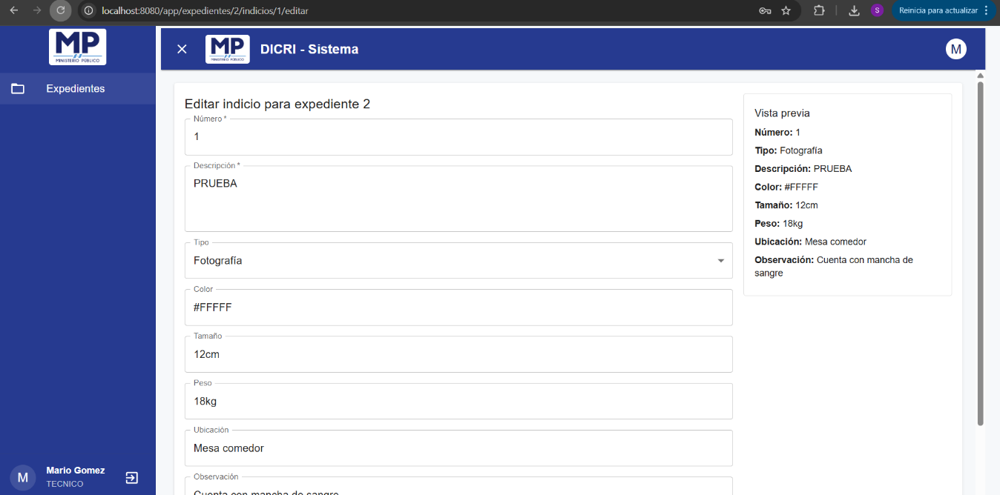 localhost:8080/app/expedientes/2/indicios/1/editar
S
Reinicia para actualizar
MP
MINISTERIO PÚBLICO
Expedientes
Mario Gomez
TECNICO
M
MP
MINISTERIO PÚBLICO
DICRI - Sistema
M
Editar indicio para expediente 2
Número *
1
Descripción *
PRUEBA
Tipo
Fotografía
Color
#FFFFF
Tamaño
12cm
Peso
18kg
Ubicación
Mesa comedor
Observación
Cuenta con mancha de sangre
Vista previa
Número: 1
Tipo: Fotografía
Descripción: PRUEBA
Color: #FFFFF
Tamaño: 12cm
Peso: 18kg
Ubicación: Mesa comedor
Observación: Cuenta con mancha de
sangre